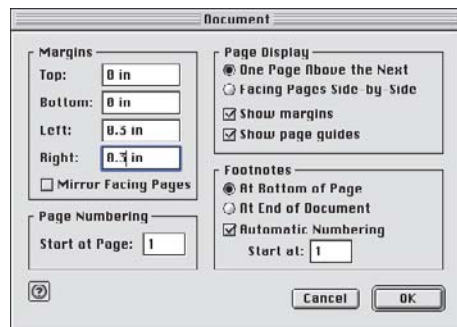 Document
Margins
Top: 0 in
Bottom: 0 in
Left: 0.5 in
Right: in
Mirror Facing Pages
Page Numbering
Start at Page: 1
Page Display
One Page Above the Next
Facing Pages Side-by-Side
Show margins
Show page guides
Footnotes
At Bottom of Page
At End of Document
Automatic Numbering
Start at: 1
?
Cancel OK